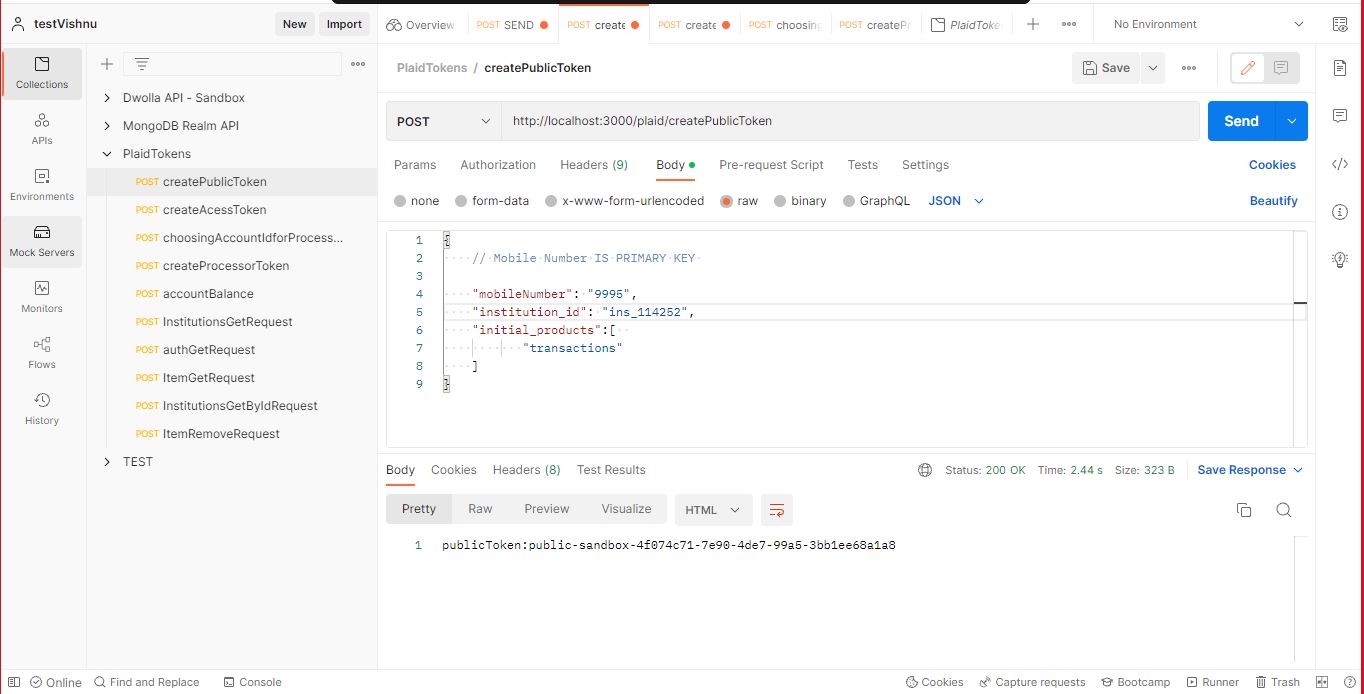 testVishnu
New
Import
Overview
POST SEND
POST create
POST create
POST choosing
POST createPr
PlaidToke
No Environment
Collections
APIs
Environments
Mock Servers
Monitors
Flows
History
Dwolla API - Sandbox
MongoDB Realm API
PlaidTokens
POST createPublicToken
POST createAcessToken
POST choosingAccountIdforProcess...
POST createProcessorToken
POST accountBalance
POST InstitutionsGetRequest
POST authGetRequest
POST ItemGetRequest
POST InstitutionsGetByIdRequest
POST ItemRemoveRequest
TEST
PlaidTokens / createPublicToken
Save
POST
http://localhost:3000/plaid/createPublicToken
Send
Params Authorization Headers (9) Body Pre-request Script Tests Settings Cookies
none form-data x-www-form-urlencoded raw binary GraphQL JSON Beautify
1 {
2 // Mobile Number IS PRIMARY KEY
3
4 "mobileNumber": "9995",
5 "institution_id": "ins_114252",
6 "initial_products":[
7 "transactions"
8 ]
9 }
Body Cookies Headers (8) Test Results Status: 200 OK Time: 2.44 s Size: 323 B Save Response
Pretty Raw Preview Visualize HTML
1 publicToken:public-sandbox-4f074c71-7e90-4de7-99a5-3bb1ee68a1a8
Online Find and Replace Console Cookies Capture requests Bootcamp Runner Trash